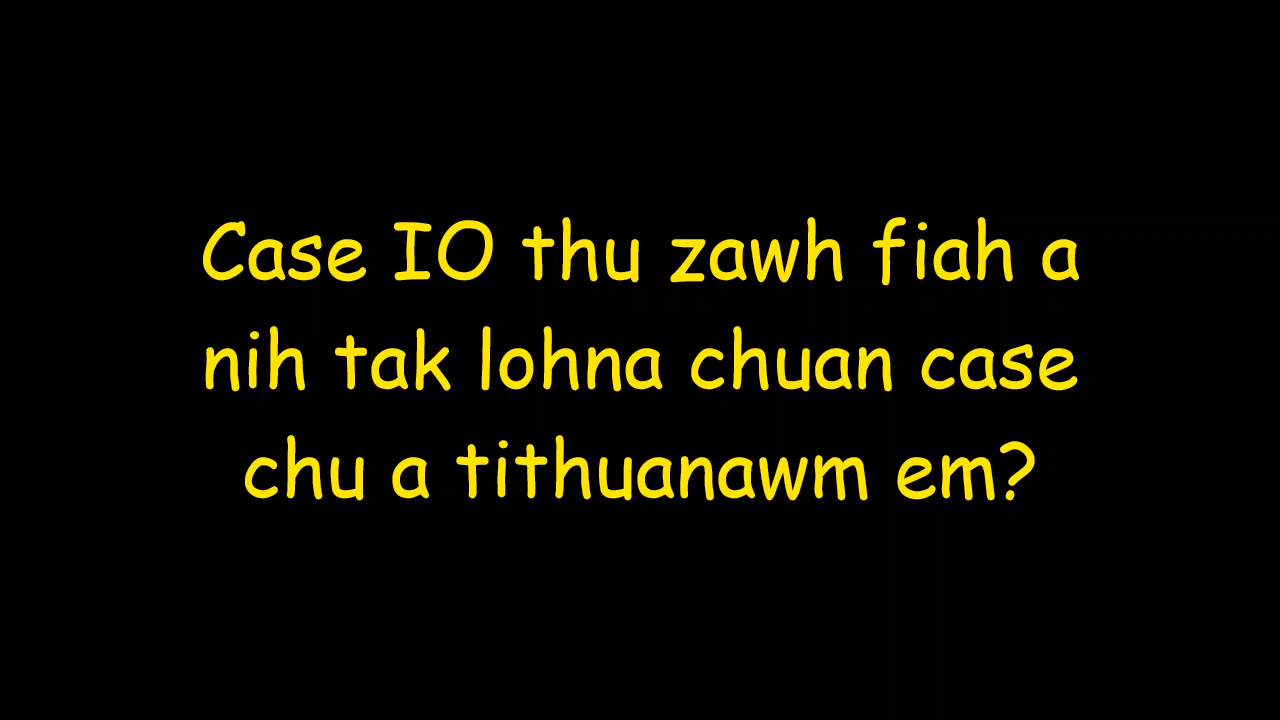 Case IO thu zawh fiah a
nih tak lohna chuan case
chu a tithuanawm em?